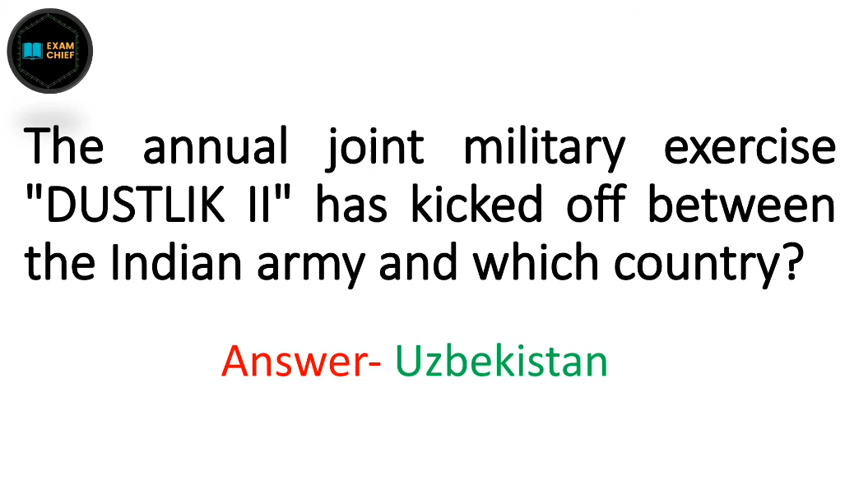 EXAM
CHIEF
The annual joint military exercise
"DUSTLIK II" has kicked off between
the Indian army and which country?
Answer- Uzbekistan